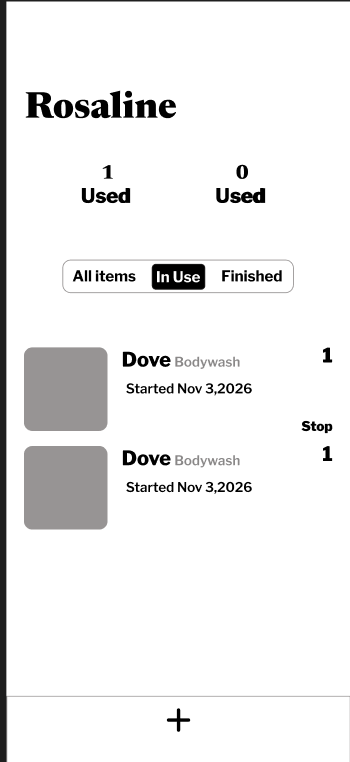 Rosaline
1 0
Used Used
All items In Use Finished
Dove Bodywash 1
Started Nov 3,2026
Stop
Dove Bodywash 1
Started Nov 3,2026
+